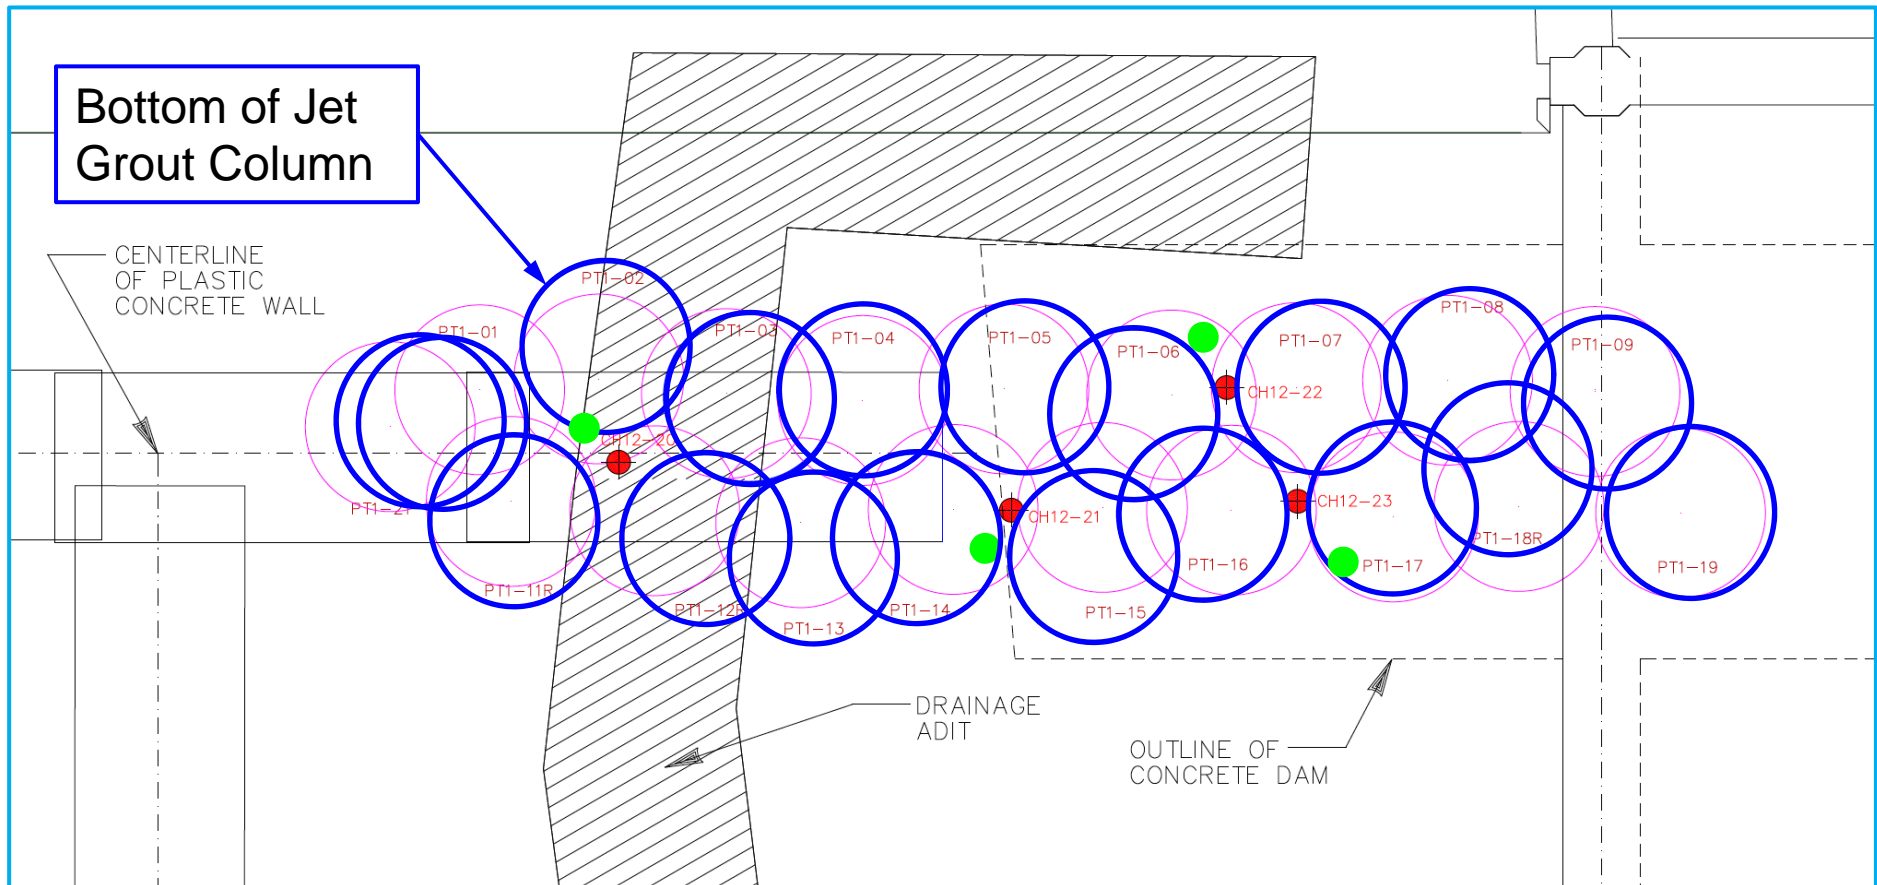 Bottom of Jet
Grout Column
CENTERLINE
OF PLASTIC
CONCRETE WALL
PT1-01
PT1-02
PT1-03
PT1-04
PT1-05
PT1-06
PT1-07
PT1-08
PT1-09
CH12-20
CH12-22
CH12-21
CH12-23
PT1-21
PT1-11R
PT1-12R
PT1-13
PT1-14
PT1-15
PT1-16
PT1-17
PT1-18R
PT1-19
DRAINAGE
ADIT
OUTLINE OF
CONCRETE DAM